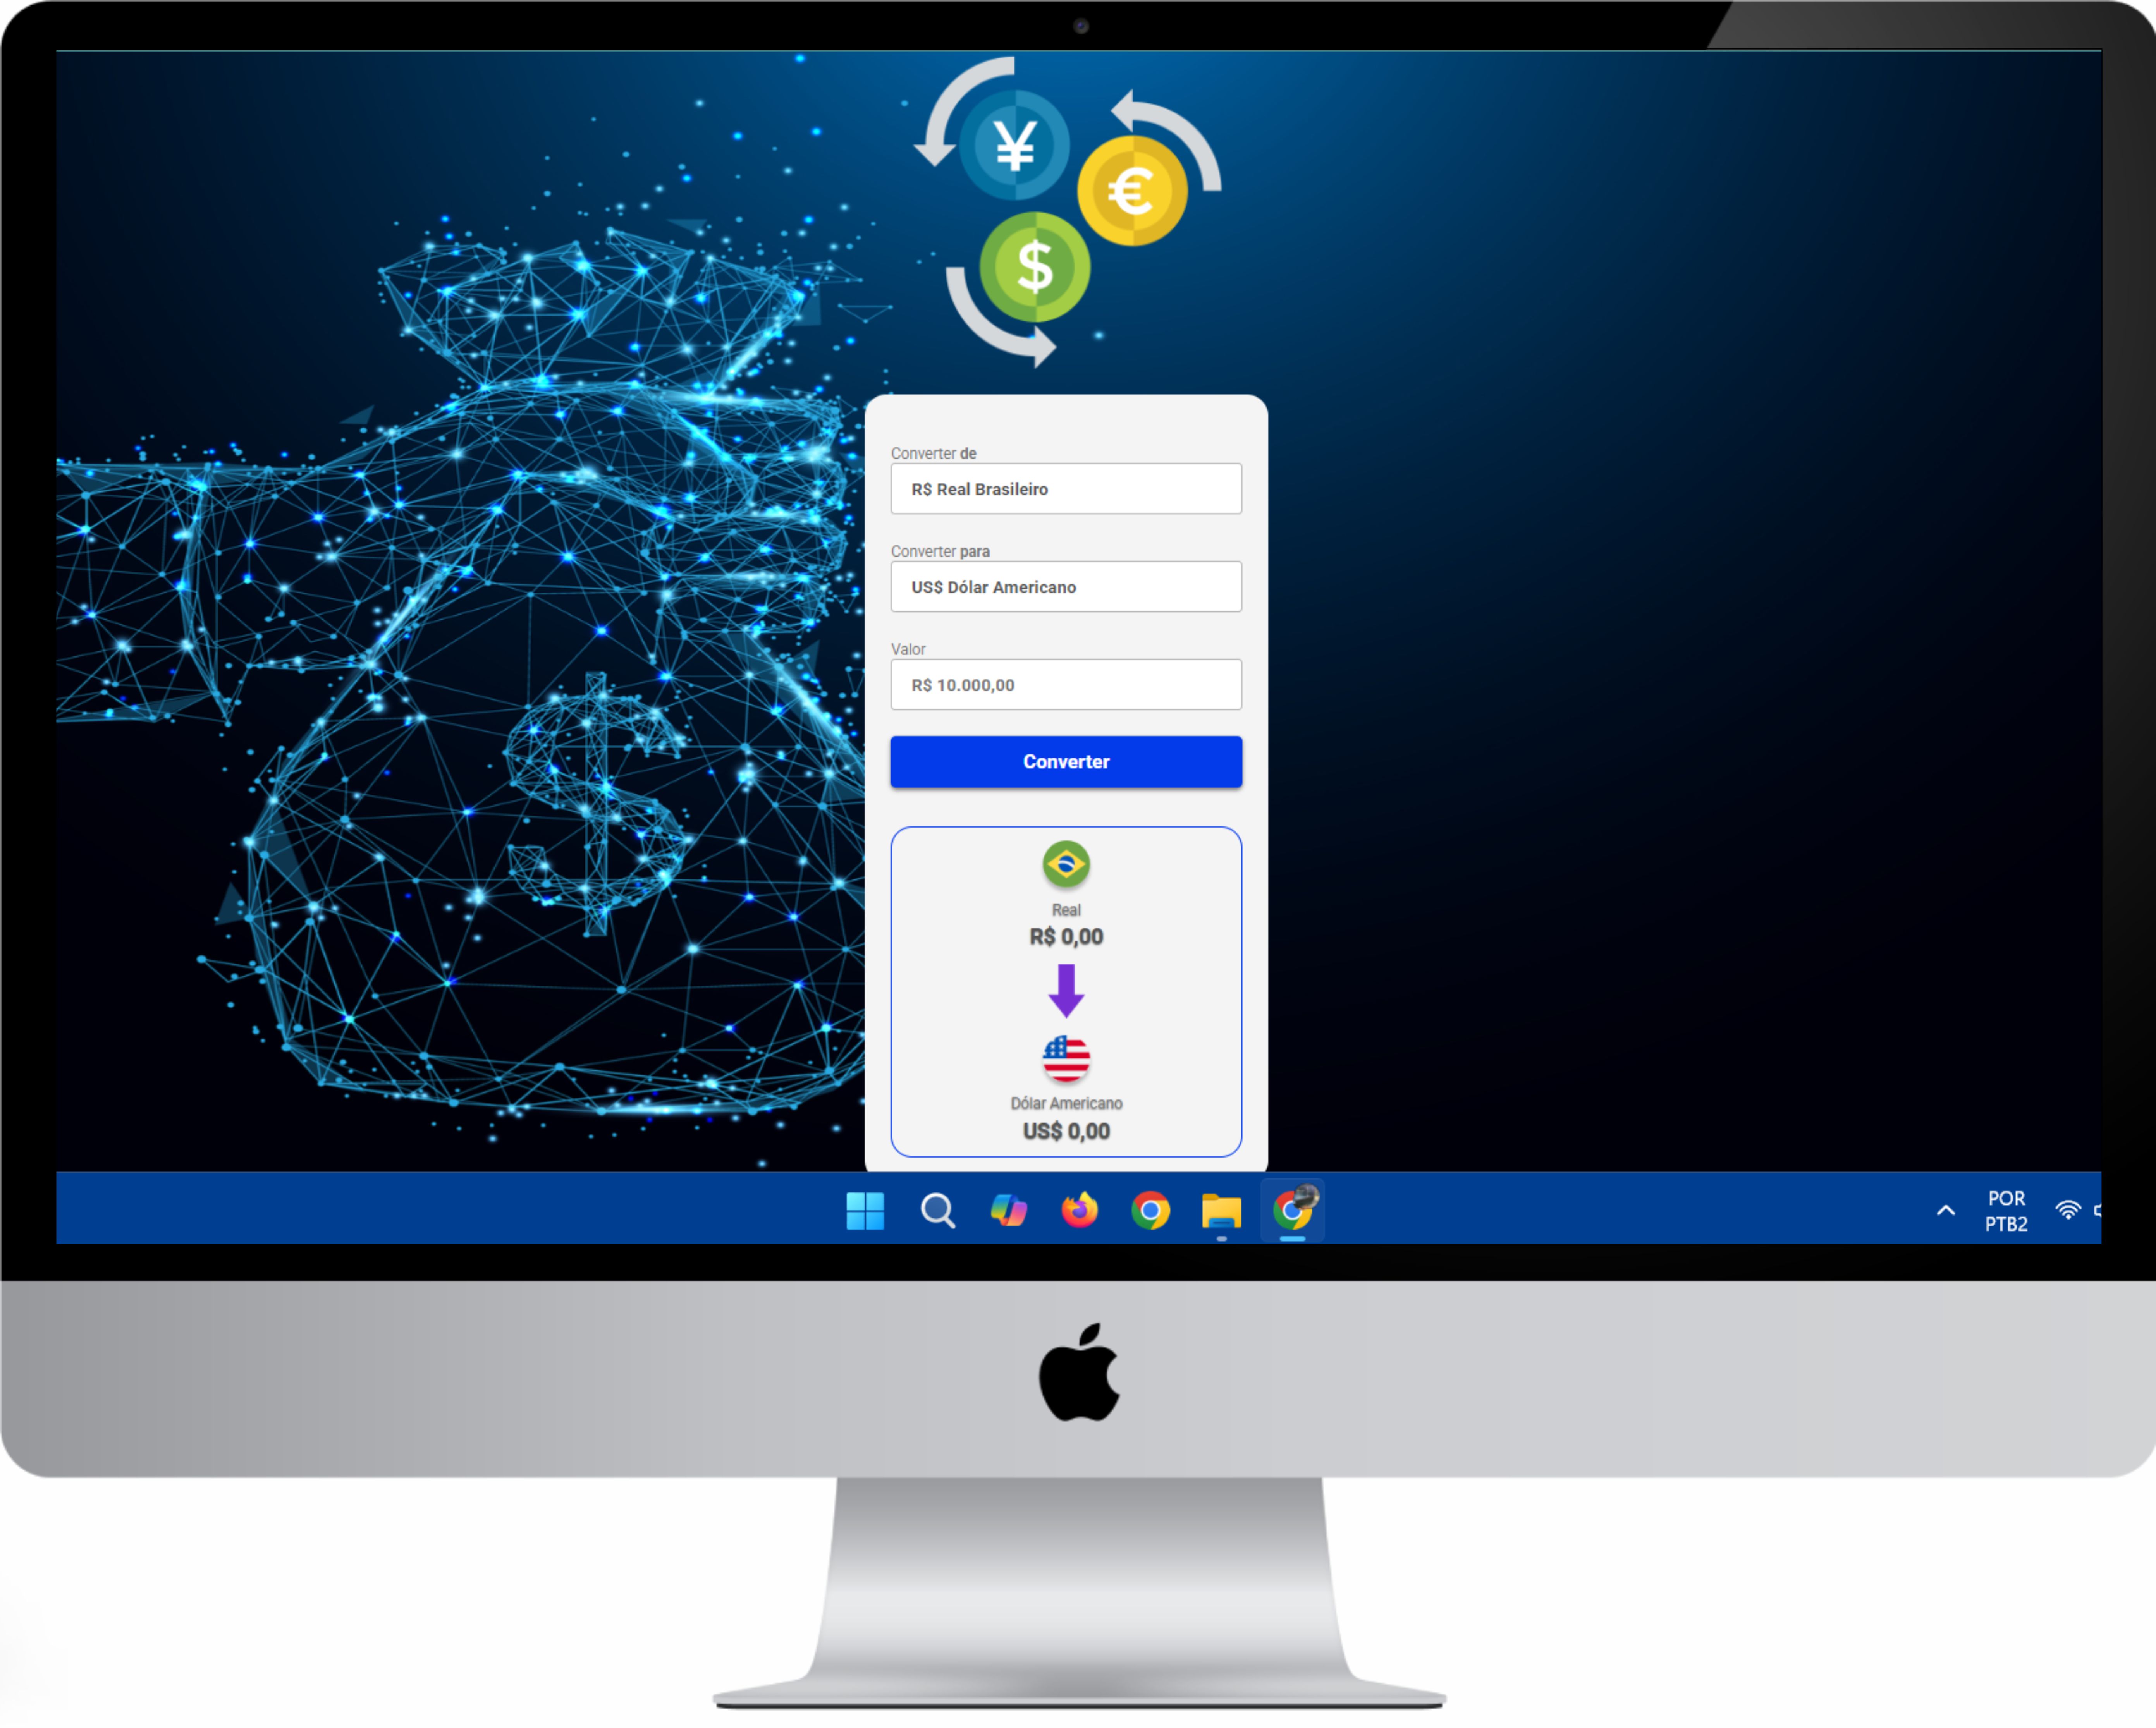 ¥
€
$
Converter de
R$ Real Brasileiro
Converter para
US$ Dólar Americano
Valor
R$ 10.000,00
Converter
Real
R$ 0,00
Dólar Americano
US$ 0,00
$
POR
PTB2